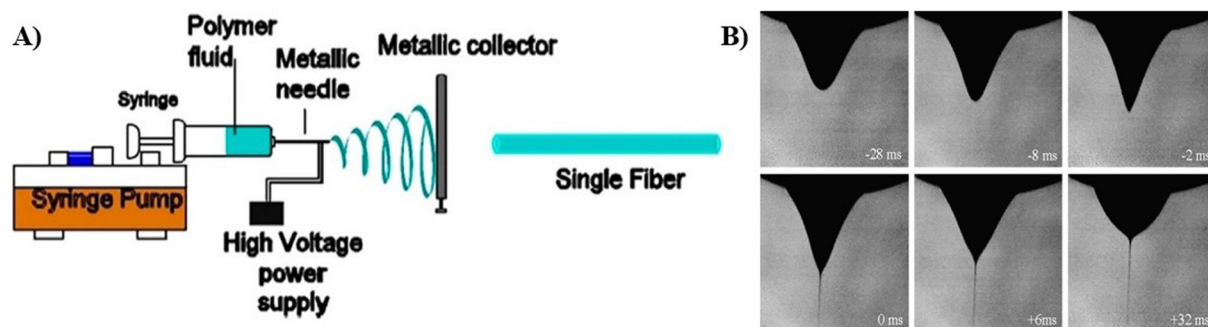 A)
Polymer
fluid
Metallic
needle
Metallic collector
Syringe
Syringe Pump
High Voltage
power
supply
Single Fiber
B)
-28 ms
-8 ms
-2 ms
0 ms
+6ms
+32 ms